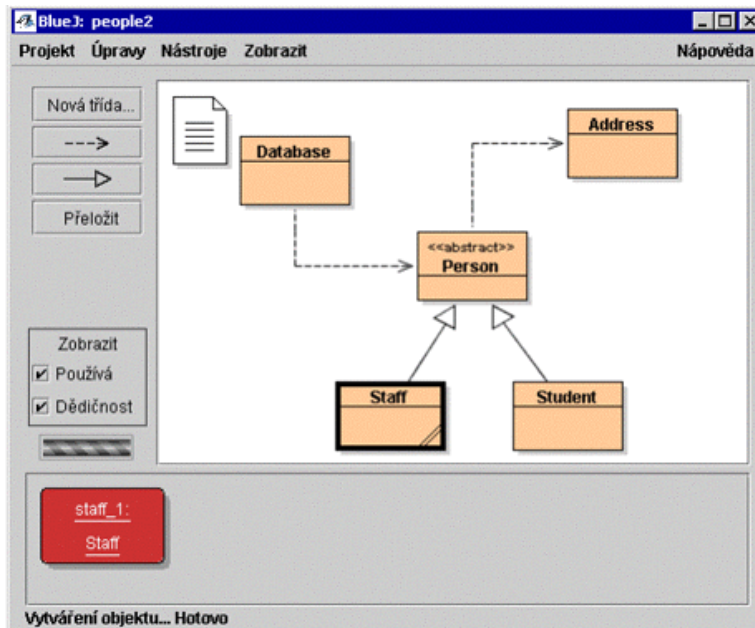 BlueJ: people2
Projekt Úpravy Nástroje Zobrazit Nápověda
Nová třída...
Přeložit
Zobrazit
Používá
Dědičnost
Database
Address
<<abstract>>
Person
Staff
Student
staff_1:
Staff
Vytváření objektu... Hotovo